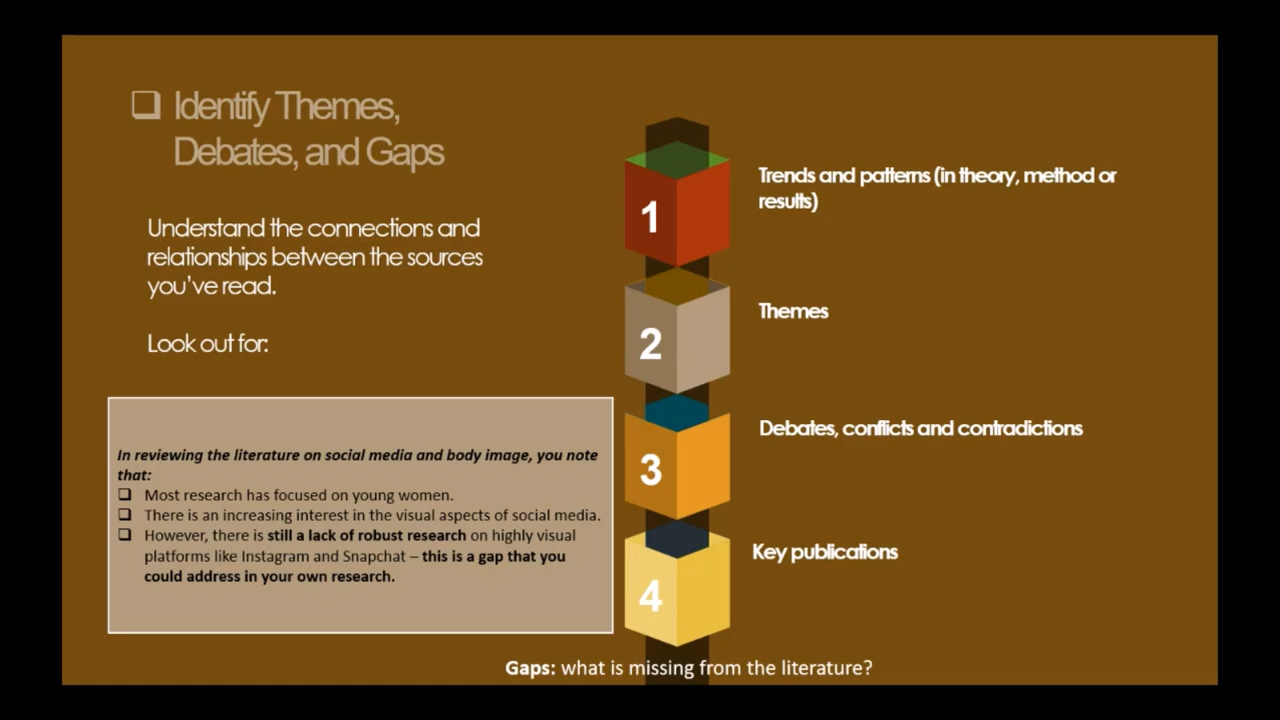 ❑ Identify Themes,
Debates, and Gaps
Understand the connections and
relationships between the sources
you've read.
Look out for:
In reviewing the literature on social media and body image, you note
that:
❑ Most research has focused on young women.
❑ There is an increasing interest in the visual aspects of social media.
❑ However, there is still a lack of robust research on highly visual
platforms like Instagram and Snapchat – this is a gap that you
could address in your own research.
1
Trends and patterns (in theory, method or
results)
2
Themes
3
Debates, conflicts and contradictions
4
Key publications
Gaps: what is missing from the literature?